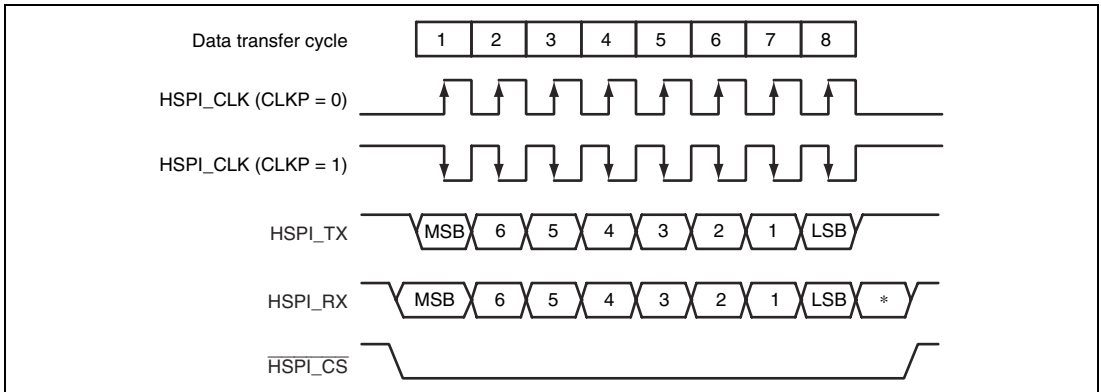 Data transfer cycle 1 2 3 4 5 6 7 8
HSPI_CLK (CLKP = 0)
HSPI_CLK (CLKP = 1)
HSPI_TX MSB 6 5 4 3 2 1 LSB
HSPI_RX MSB 6 5 4 3 2 1 LSB *
HSPI_CS